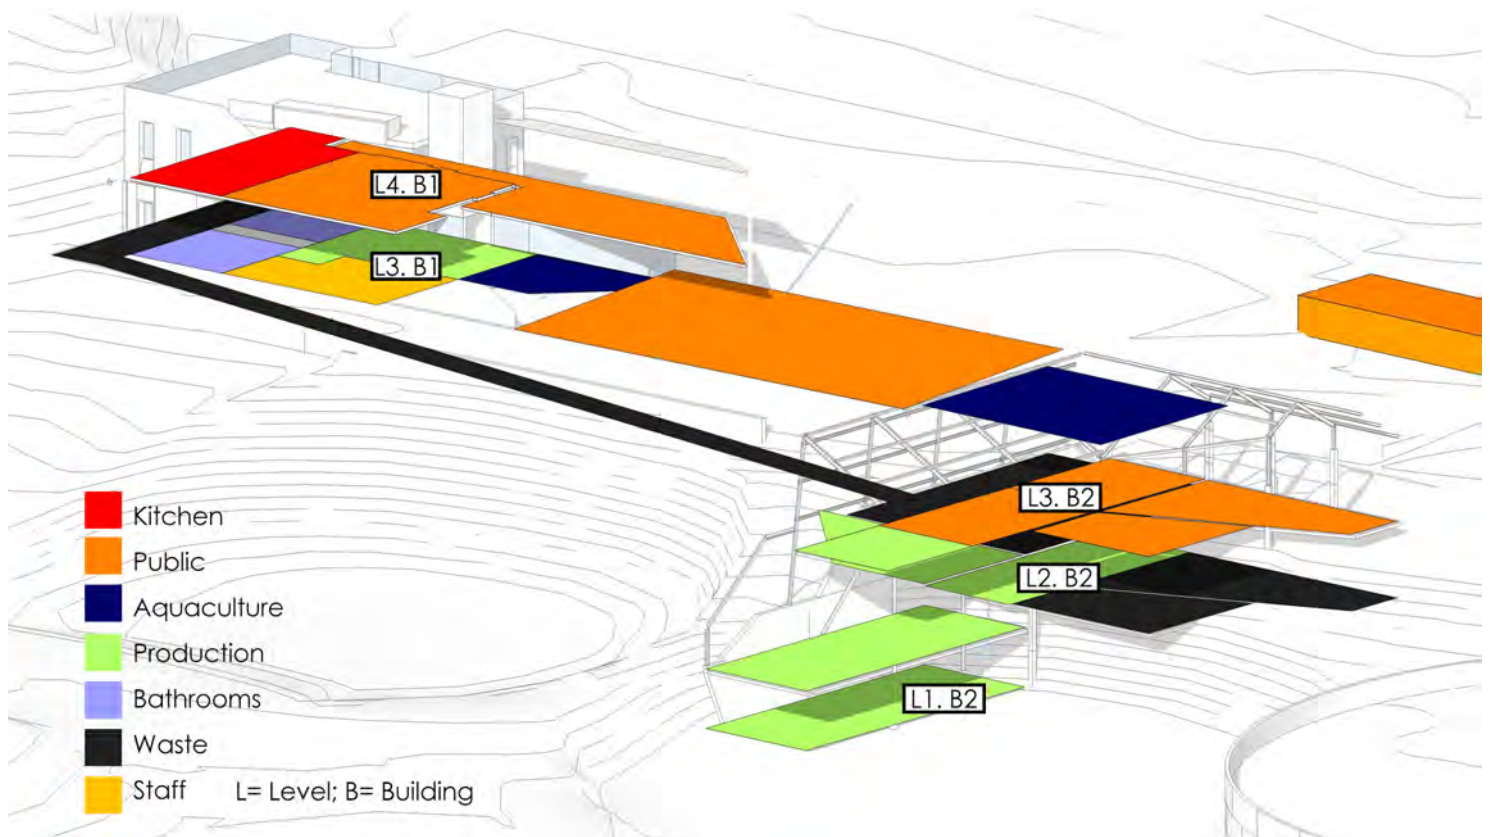 L4. B1
L3. B1
L3. B2
L2. B2
L1. B2
Kitchen
Public
Aquaculture
Production
Bathrooms
Waste
Staff
L= Level; B= Building